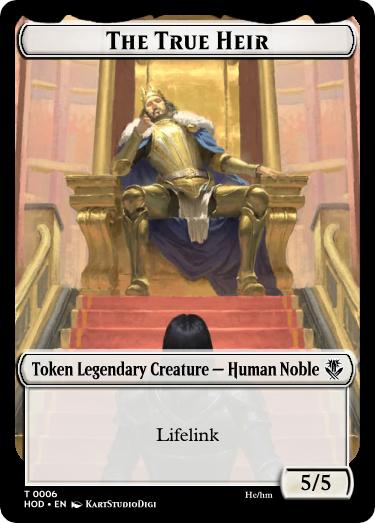 The True Heir
Token Legendary Creature — Human Noble
Lifelink
5/5
T 0006
HOD • EN KartStudioDigi
He/hm